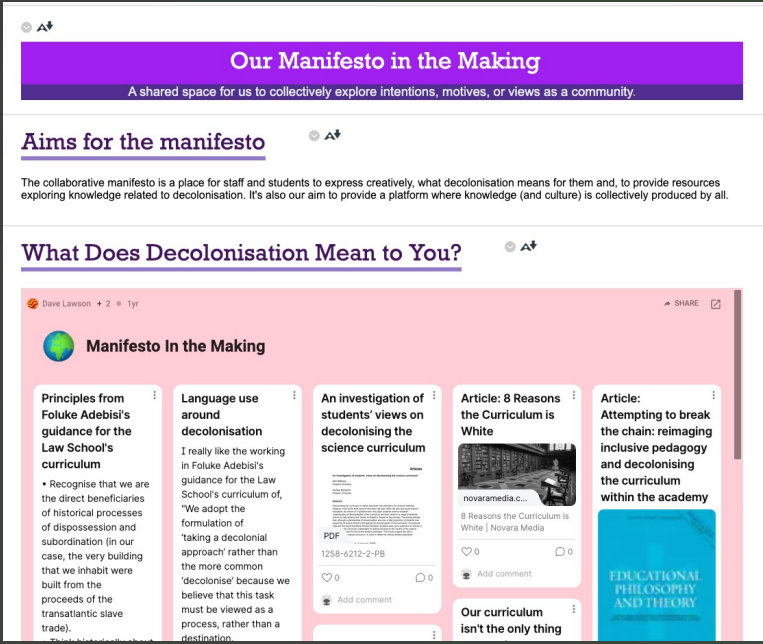 Our Manifesto in the Making
A shared space for us to collectively explore intentions, motives, or views as a community.
Aims for the manifesto
The collaborative manifesto is a place for staff and students to express creatively, what decolonisation means for them and, to provide resources
exploring knowledge related to decolonisation. It's also our aim to provide a platform where knowledge (and culture) is collectively produced by all.
What Does Decolonisation Mean to You?
Dave Lawson + 2 1yr
SHARE
Manifesto In the Making
Principles from
Foluke Adebisi's
guidance for the
Law School's
curriculum
• Recognise that we are
the direct beneficiaries
of historical processes
of dispossession and
subordination (in our
case, the very building
that we inhabit were
built from the
proceeds of the
transatlantic slave
trade).
Language use
around
decolonisation
I really like the working
in Foluke Adebisi's
guidance for the Law
School's curriculum of,
"We adopt the
formulation of
'taking a decolonial
approach' rather than
the more common
'decolonise' because we
believe that this task
must be viewed as a
process, rather than a
destination.
An investigation of
students' views on
decolonising the
science curriculum
PDF
1258-6212-2-PB
0 0
Add comment
Article: 8 Reasons
the Curriculum is
White
novaramedia.c...
8 Reasons the Curriculum is
White | Novara Media
0 0
Add comment
Our curriculum
isn't the only thing
Article:
Attempting to break
the chain: reimaging
inclusive pedagogy
and decolonising
the curriculum
within the academy
EDUCATIONAL
PHILOSOPHY
AND THEORY